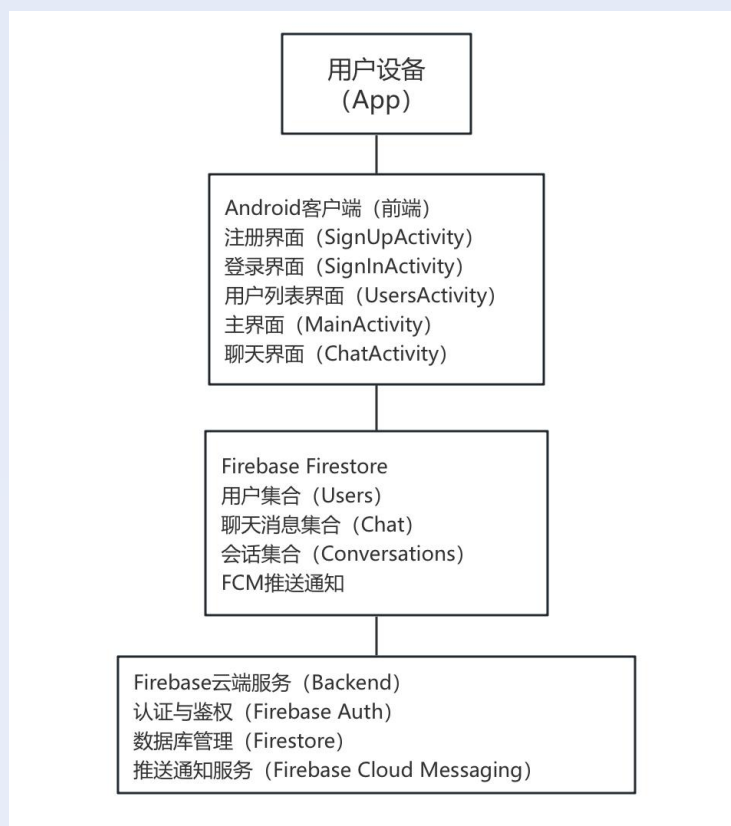 用户设备
（App）
Android客户端（前端）
注册界面（SignUpActivity）
登录界面（SignInActivity）
用户列表界面（UsersActivity）
主界面（MainActivity）
聊天界面（ChatActivity）
Firebase Firestore
用户集合（Users）
聊天消息集合（Chat）
会话集合（Conversations）
FCM推送通知
Firebase云端服务（Backend）
认证与鉴权（Firebase Auth）
数据库管理（Firestore）
推送通知服务（Firebase Cloud Messaging）